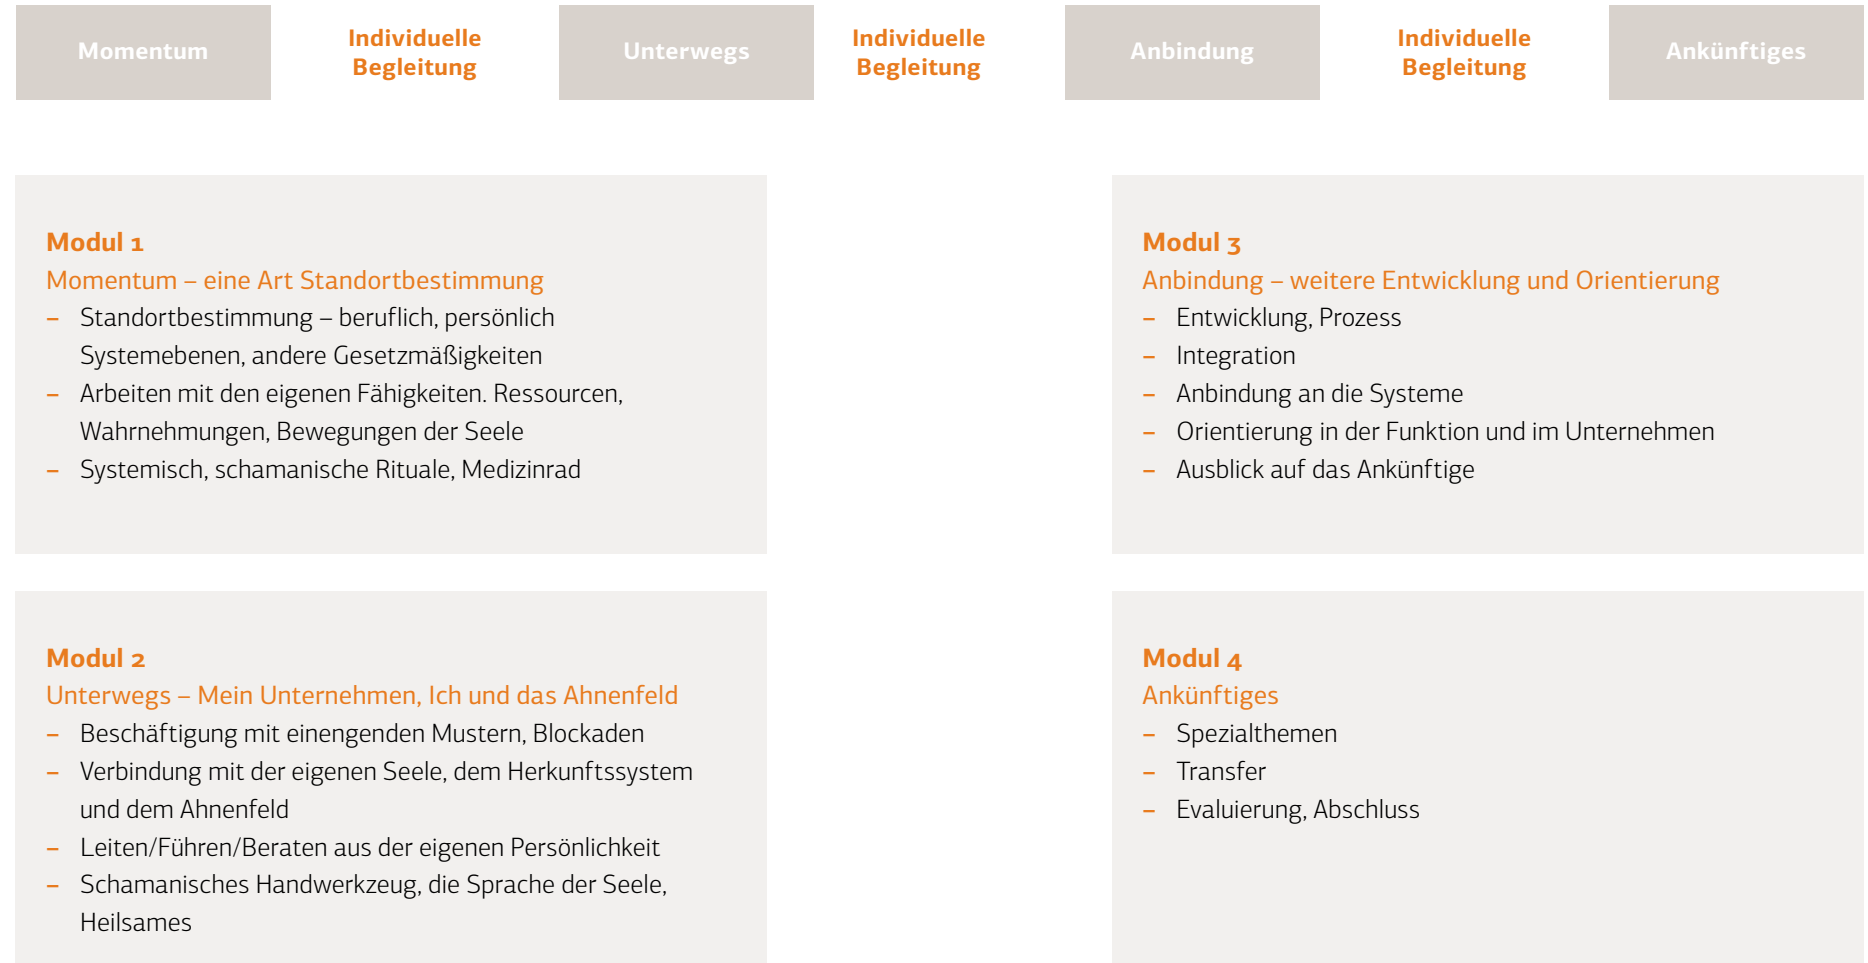 Momentum
Individuelle
Begleitung
Unterwegs
Individuelle
Begleitung
Anbindung
Individuelle
Begleitung
Ankünftiges
Modul 1
Momentum – eine Art Standortbestimmung
– Standortbestimmung – beruflich, persönlich
Systemebenen, andere Gesetzmäßigkeiten
– Arbeiten mit den eigenen Fähigkeiten. Ressourcen,
Wahrnehmungen, Bewegungen der Seele
– Systemisch, schamanische Rituale, Medizinrad
Modul 2
Unterwegs – Mein Unternehmen, Ich und das Ahnenfeld
– Beschäftigung mit einengenden Mustern, Blockaden
– Verbindung mit der eigenen Seele, dem Herkunftssystem
und dem Ahnenfeld
– Leiten/Führen/Beraten aus der eigenen Persönlichkeit
– Schamanisches Handwerkzeug, die Sprache der Seele,
Heilsames
Modul 3
Anbindung – weitere Entwicklung und Orientierung
– Entwicklung, Prozess
– Integration
– Anbindung an die Systeme
– Orientierung in der Funktion und im Unternehmen
– Ausblick auf das Ankünftige
Modul 4
Ankünftiges
– Spezialthemen
– Transfer
– Evaluierung, Abschluss